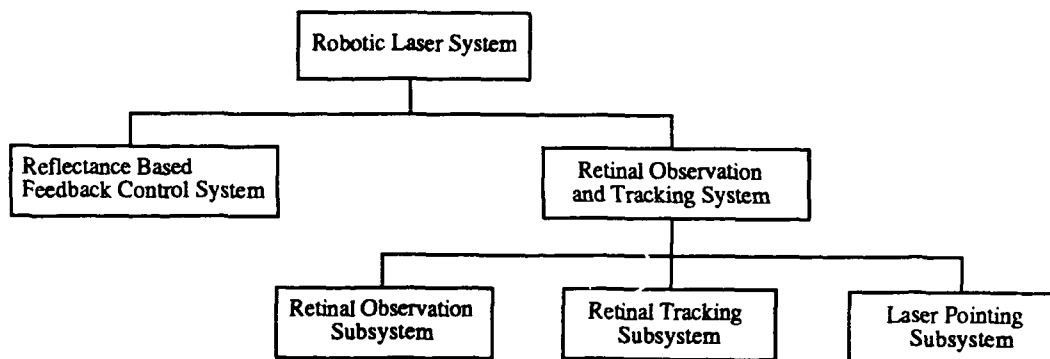 Robotic Laser System
Reflectance Based
Feedback Control System
Retinal Observation
and Tracking System
Retinal Observation
Subsystem
Retinal Tracking
Subsystem
Laser Pointing
Subsystem